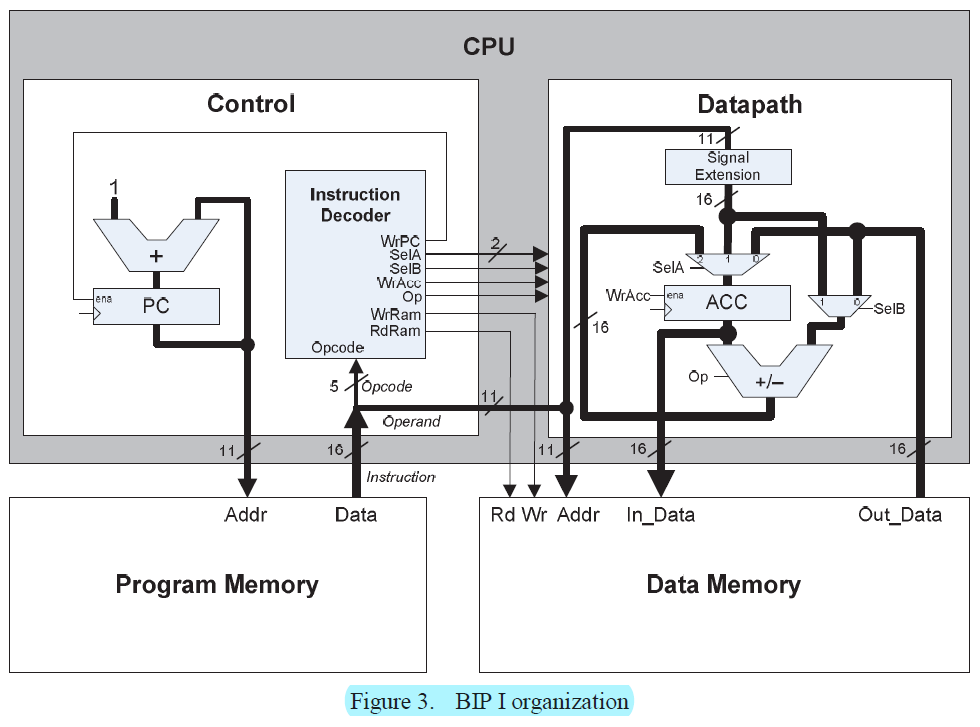 CPU
Control
Datapath
1
+
ena
PC
Instruction
Decoder
WrPC
SelA
SelB
WrAcc
Op
WrRam
RdRam
Opcode
2
5
Opcode
11
Operand
11
16
Instruction
11
Signal
Extension
16
2
1
0
SelA
WrAcc
ena
ACC
16
1
0
SelB
Op
+/–
11
16
16
Addr
Data
Program Memory
Rd
Wr
Addr
In_Data
Out_Data
Data Memory
Figure 3. BIP I organization